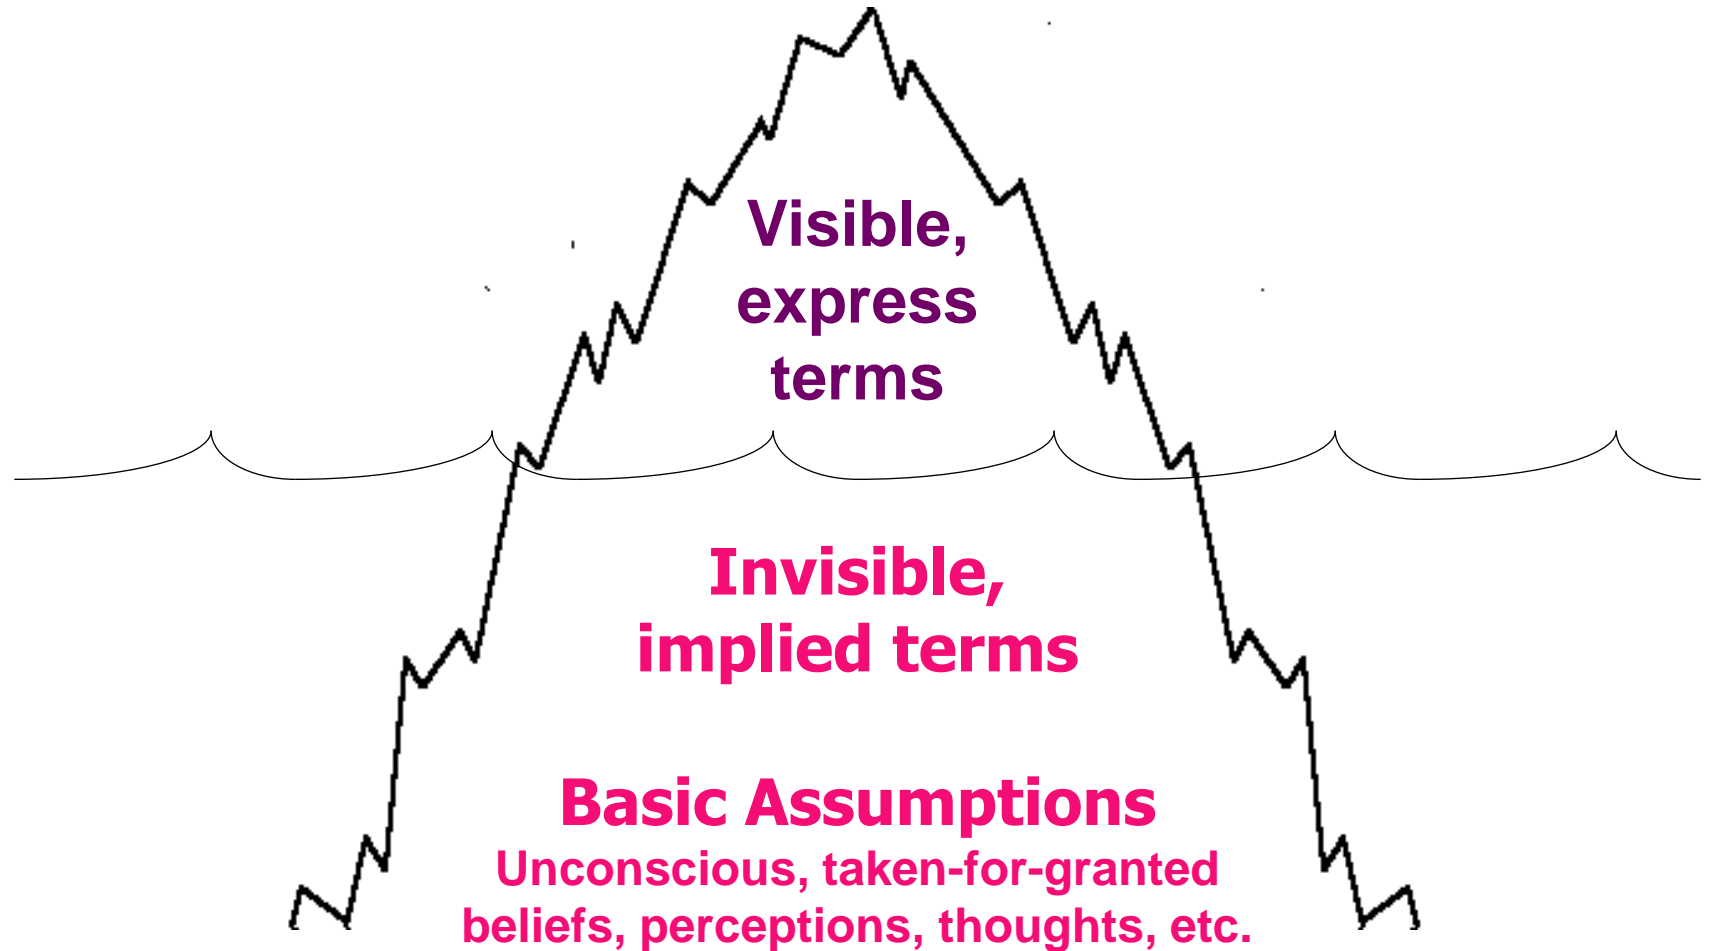 Visible,
express
terms
Invisible,
implied terms
Basic Assumptions
Unconscious, taken-for-granted
beliefs, perceptions, thoughts, etc.